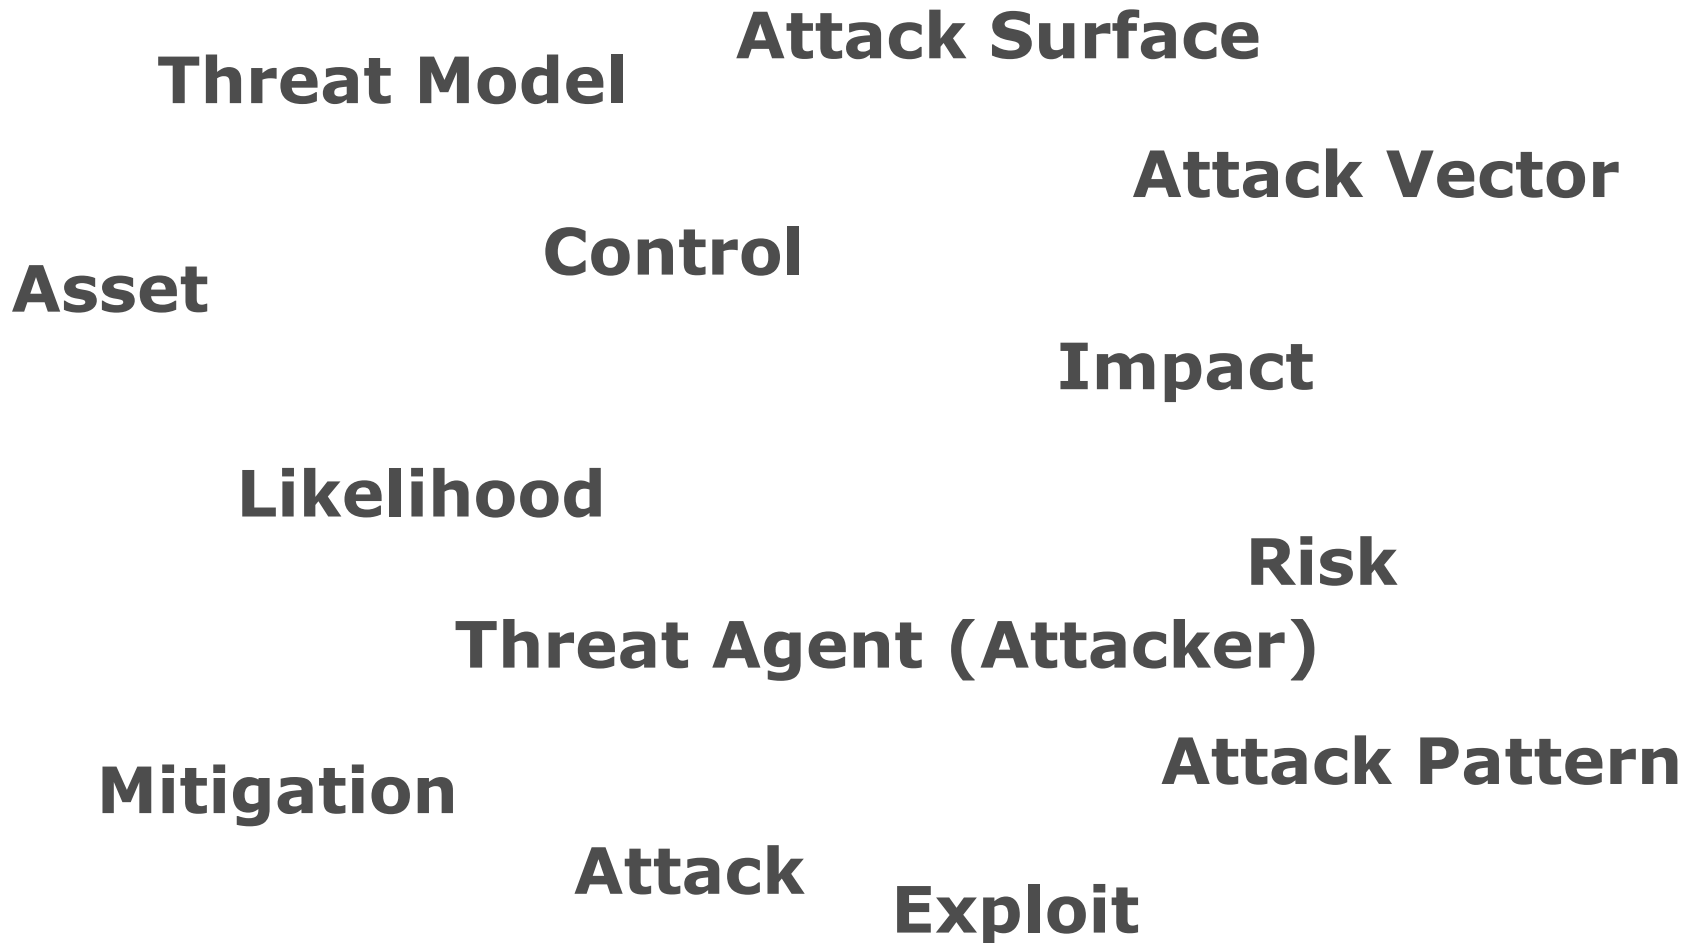 Attack Surface
Threat Model
Attack Vector
Control
Asset
Impact
Likelihood
Risk
Threat Agent (Attacker)
Attack Pattern
Mitigation
Attack
Exploit